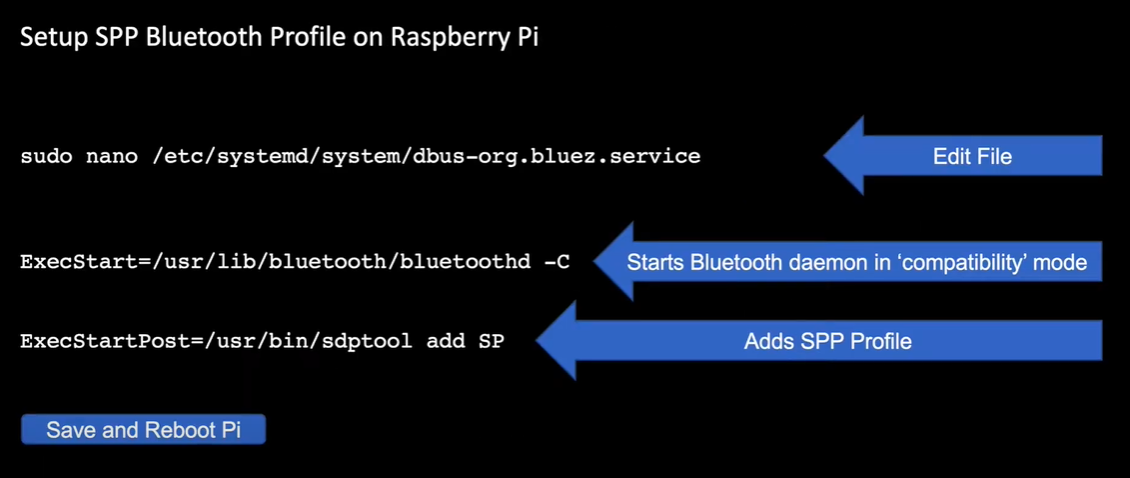 Setup SPP Bluetooth Profile on Raspberry Pi
sudo nano /etc/systemd/system/dbus-org.bluez.service
Edit File
ExecStart=/usr/lib/bluetooth/bluetoothd -C
Starts Bluetooth daemon in ‘compatibility’ mode
ExecStartPost=/usr/bin/sdptool add SP
Adds SPP Profile
Save and Reboot Pi